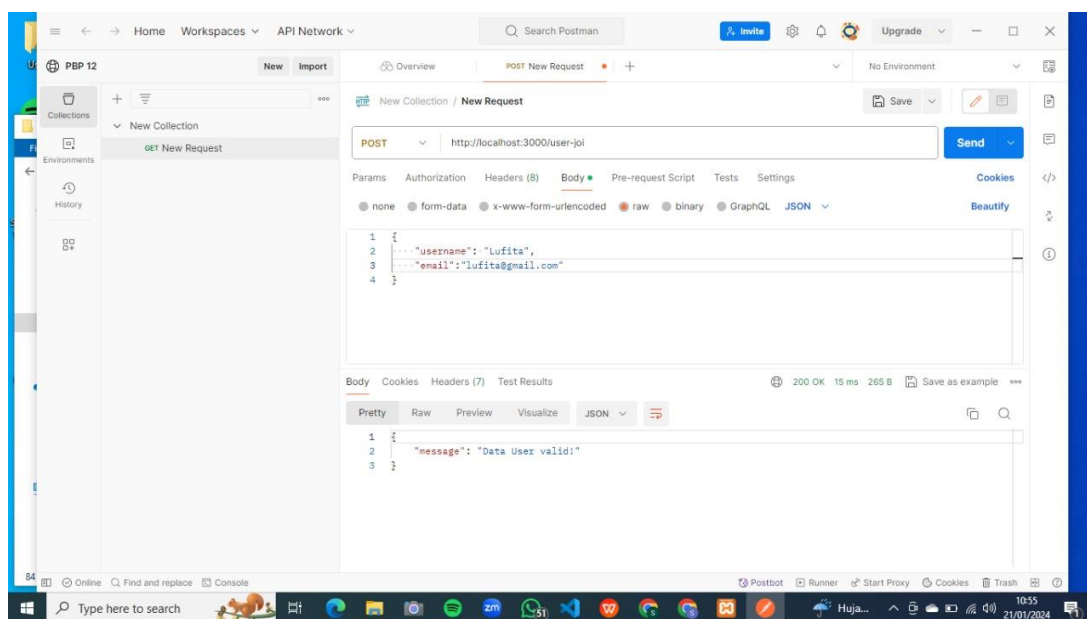 Home Workspaces API Network Search Postman Invite Upgrade
PBP 12 New Import Overview POST New Request + No Environment
Collections New Collection / New Request Save
New Collection
GET New Request
POST http://localhost:3000/user-joi Send
Environments
Params Authorization Headers (8) Body Pre-request Script Tests Settings Cookies
History
none form-data x-www-form-urlencoded raw binary GraphQL JSON Beautify
1 {
2 "username": "Lufita",
3 "email":"lufita@gmail.com"
4 }
Body Cookies Headers (7) Test Results 200 OK 15 ms 265 B Save as example
Pretty Raw Preview Visualize JSON
1 {
2 "message": "Data User valid!"
3 }
84
Online Find and replace Console Postbot Runner Start Proxy Cookies Trash
Type here to search zm 51 Huja... 10:55
21/01/2024